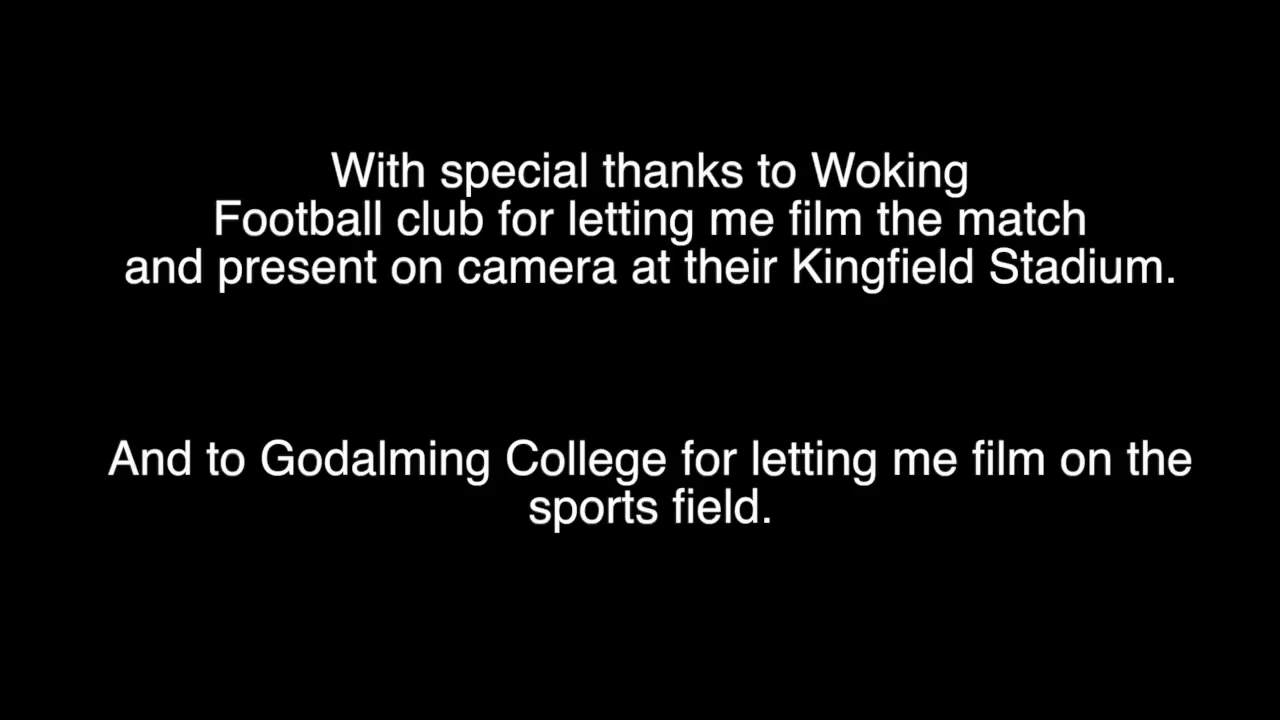 With special thanks to Woking
Football club for letting me film the match
and present on camera at their Kingfield Stadium.
And to Godalming College for letting me film on the
sports field.